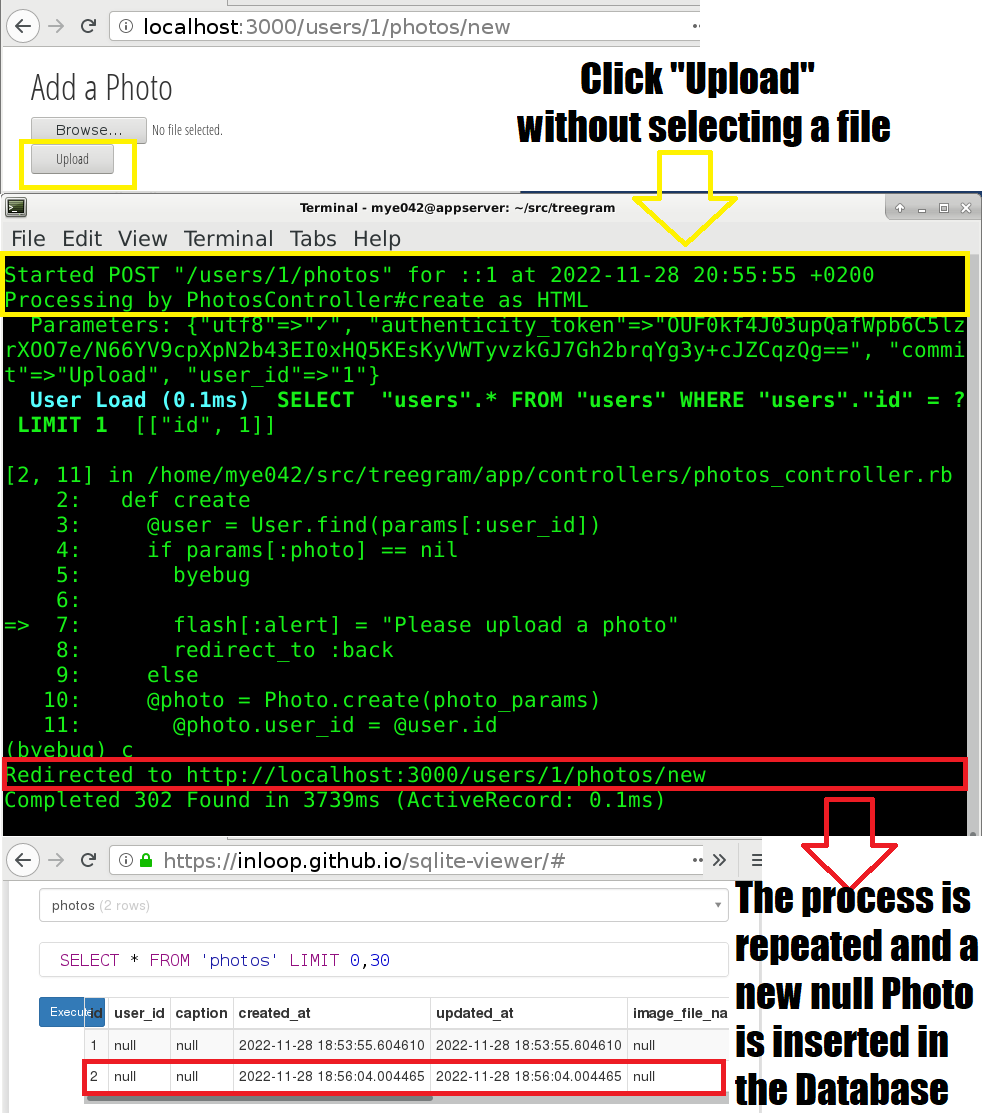 localhost:3000/users/1/photos/new
Add a Photo
Browse... No file selected.
Upload
Click "Upload"
without selecting a file
Terminal - mye042@appserver: ~/src/treegram
File Edit View Terminal Tabs Help
Started POST "/users/1/photos" for ::1 at 2022-11-28 20:55:55 +0200
Processing by PhotosController#create as HTML
Parameters: {"utf8"=>"✓", "authenticity_token"=>"OUF0kf4J03upQafWpb6C5lz
rXOO7e/N66YV9cpXpN2b43EI0xHQ5KEsKyVWTyvzkGJ7Gh2brqYg3y+cJZCqzQg==", "commi
t"=>"Upload", "user_id"=>"1"}
User Load (0.1ms) SELECT "users".* FROM "users" WHERE "users"."id" = ?
LIMIT 1 [["id", 1]]
[2, 11] in /home/mye042/src/treegram/app/controllers/photos_controller.rb
2: def create
3: @user = User.find(params[:user_id])
4: if params[:photo] == nil
5: byebug
6:
=> 7: flash[:alert] = "Please upload a photo"
8: redirect_to :back
9: else
10: @photo = Photo.create(photo_params)
11: @photo.user_id = @user.id
(byebug) c
Redirected to http://localhost:3000/users/1/photos/new
Completed 302 Found in 3739ms (ActiveRecord: 0.1ms)
https://inloop.github.io/sqlite-viewer/#
photos (2 rows)
SELECT * FROM 'photos' LIMIT 0,30
Execute
id user_id caption created_at updated_at image_file_na
1 null null 2022-11-28 18:53:55.604610 2022-11-28 18:53:55.604610 null
2 null null 2022-11-28 18:56:04.004465 2022-11-28 18:56:04.004465 null
The process is
repeated and a
new null Photo
is inserted in
the Database